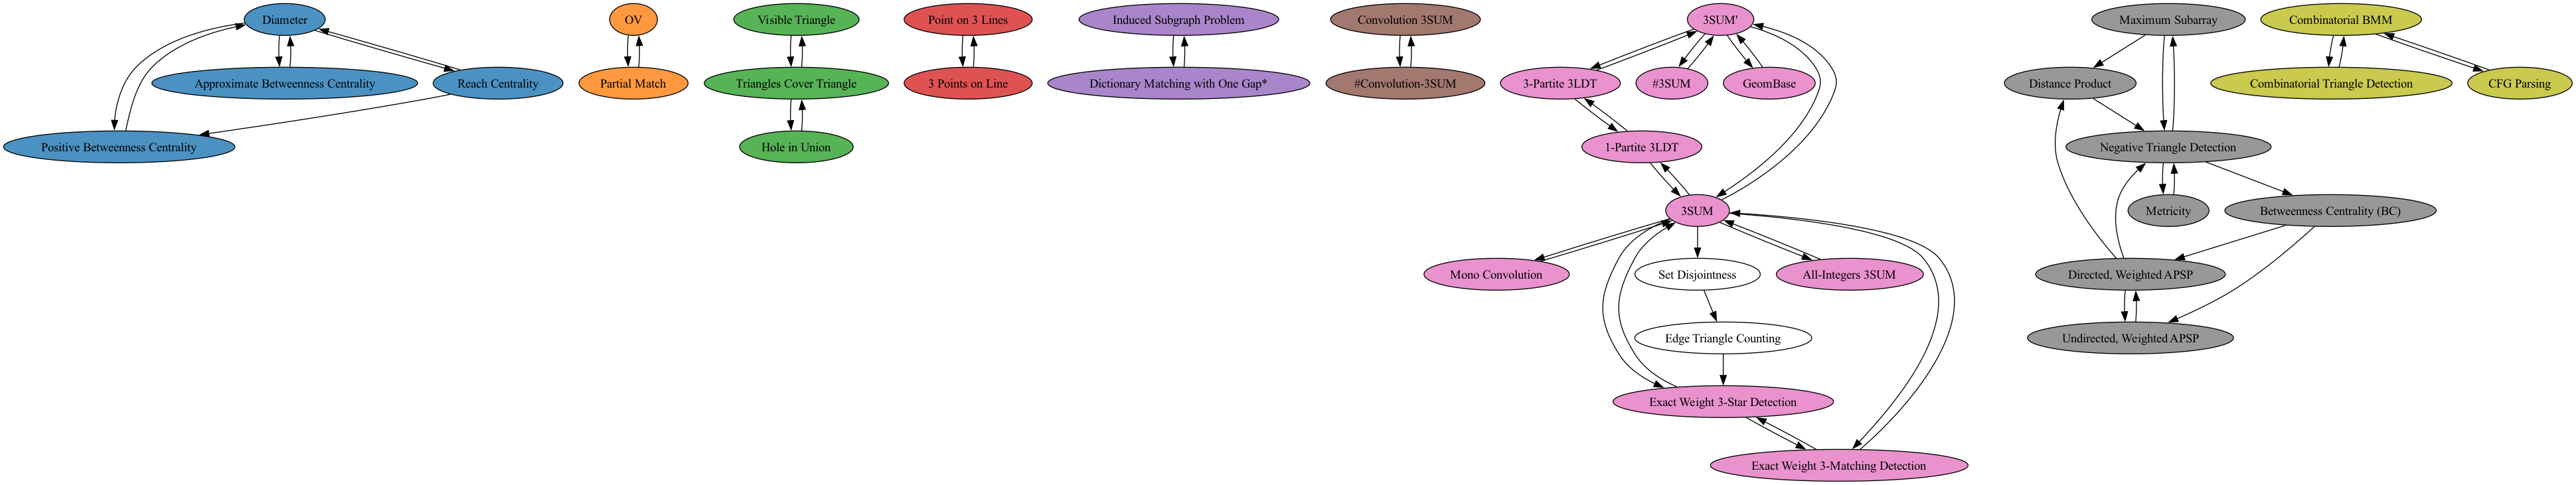 Diameter
OV
Visible Triangle
Point on 3 Lines
Induced Subgraph Problem
Convolution 3SUM
3SUM'
Maximum Subarray
Combinatorial BMM
Approximate Betweenness Centrality
Reach Centrality
Partial Match
Triangles Cover Triangle
3 Points on Line
Dictionary Matching with One Gap*
#Convolution-3SUM
3-Partite 3LDT
#3SUM
GeomBase
Distance Product
Combinatorial Triangle Detection
CFG Parsing
Positive Betweenness Centrality
Hole in Union
1-Partite 3LDT
Negative Triangle Detection
3SUM
Metricity
Betweenness Centrality (BC)
Mono Convolution
Set Disjointness
All-Integers 3SUM
Directed, Weighted APSP
Edge Triangle Counting
Undirected, Weighted APSP
Exact Weight 3-Star Detection
Exact Weight 3-Matching Detection